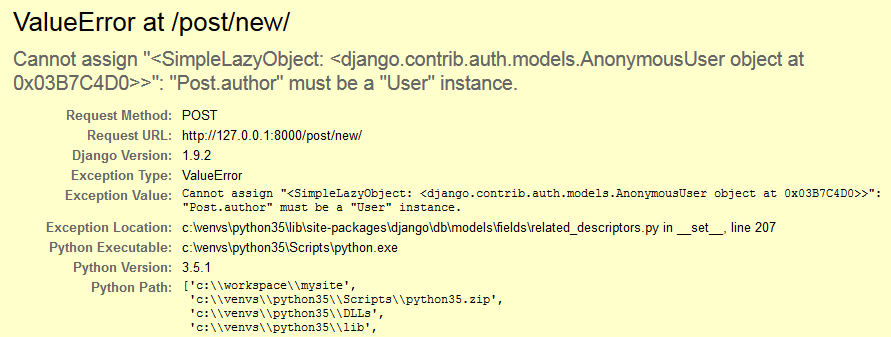 ValueError at /post/new/
Cannot assign "<SimpleLazyObject: <django.contrib.auth.models.AnonymousUser object at
0x03B7C4D0>>": "Post.author" must be a "User" instance.
Request Method: POST
Request URL: http://127.0.0.1:8000/post/new/
Django Version: 1.9.2
Exception Type: ValueError
Exception Value: Cannot assign "<SimpleLazyObject: <django.contrib.auth.models.AnonymousUser object at 0x03B7C4D0>>":
"Post.author" must be a "User" instance.
Exception Location: c:\venvs\python35\lib\site-packages\django\db\models\fields\related_descriptors.py in __set__, line 207
Python Executable: c:\venvs\python35\Scripts\python.exe
Python Version: 3.5.1
Python Path: ['c:\\workspace\\mysite',
'c:\\venvs\\python35\\Scripts\\python35.zip',
'c:\\venvs\\python35\\DLLs',
'c:\\venvs\\python35\\lib',